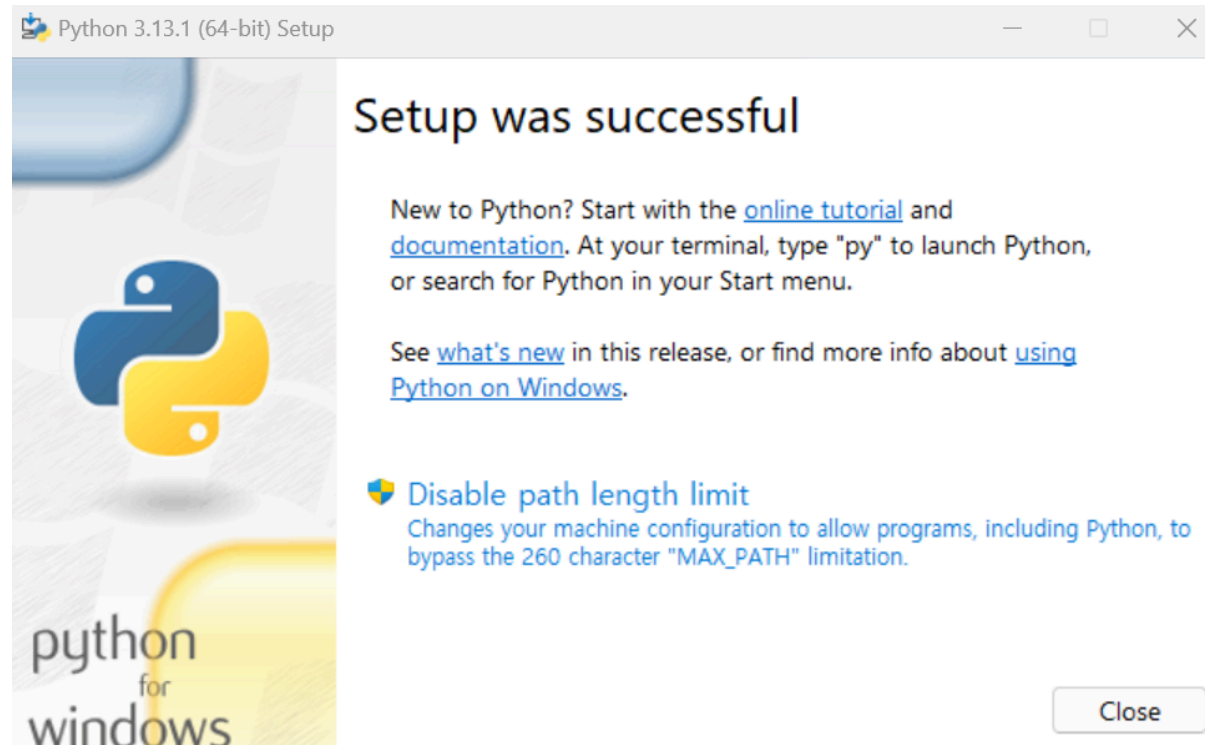 Python 3.13.1 (64-bit) Setup
Setup was successful
New to Python? Start with the online tutorial and
documentation. At your terminal, type "py" to launch Python,
or search for Python in your Start menu.
See what's new in this release, or find more info about using
Python on Windows.
Disable path length limit
Changes your machine configuration to allow programs, including Python, to
bypass the 260 character "MAX_PATH" limitation.
python
for
windows
Close